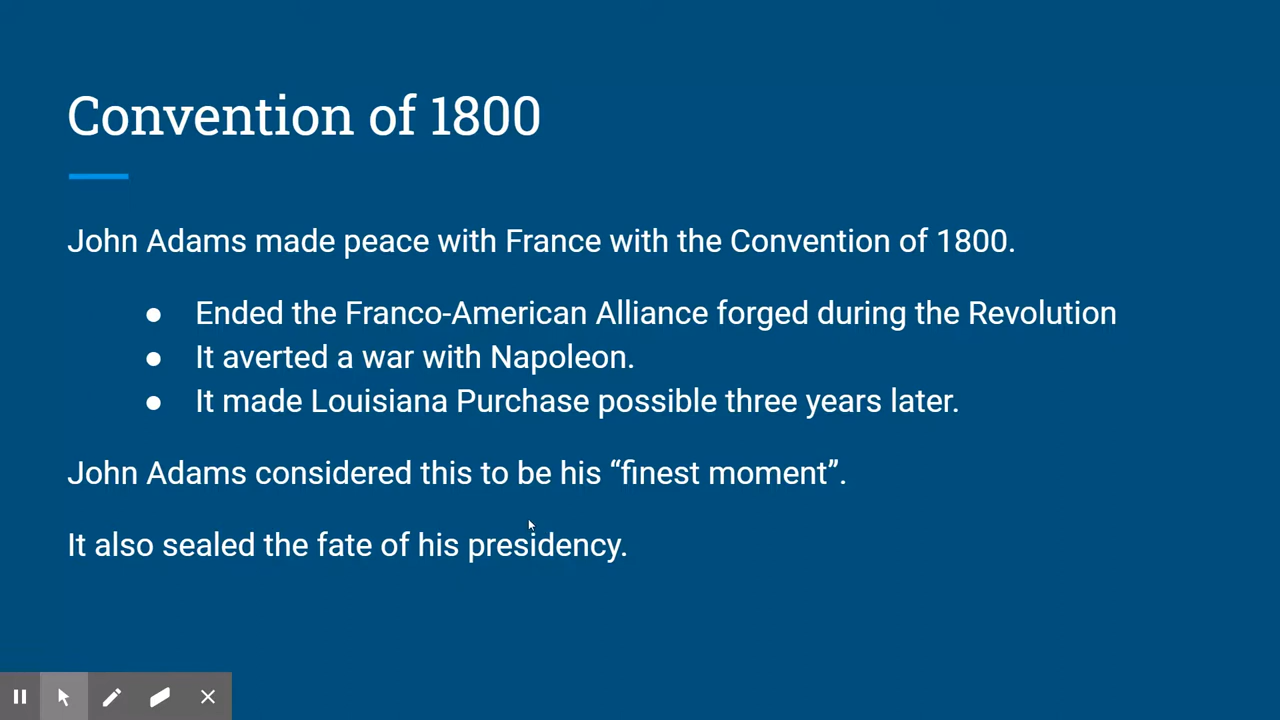 Convention of 1800
John Adams made peace with France with the Convention of 1800.
● Ended the Franco-American Alliance forged during the Revolution
● It averted a war with Napoleon.
● It made Louisiana Purchase possible three years later.
John Adams considered this to be his “finest moment”.
It also sealed the fate of his presidency.